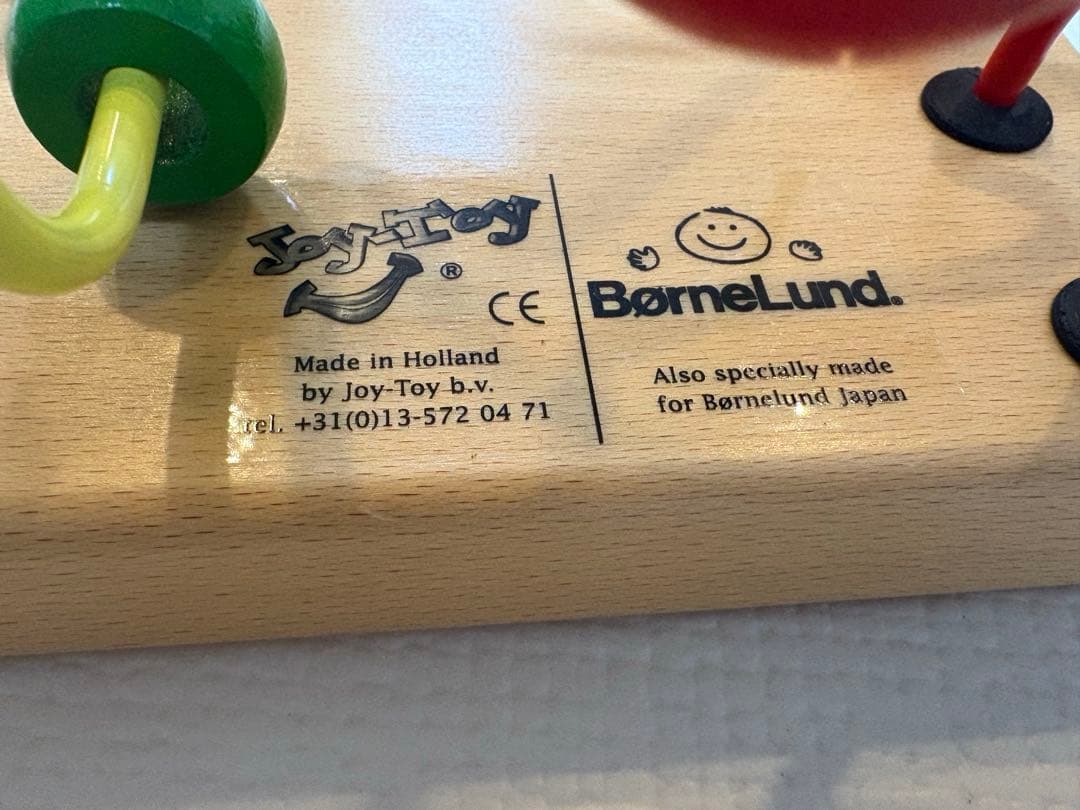 Joy-Toy
®
CE
Made in Holland
by Joy-Toy b.v.
tel. +31(0)13-572 04 71
BørneLund®
Also specially made
for Børnelund Japan